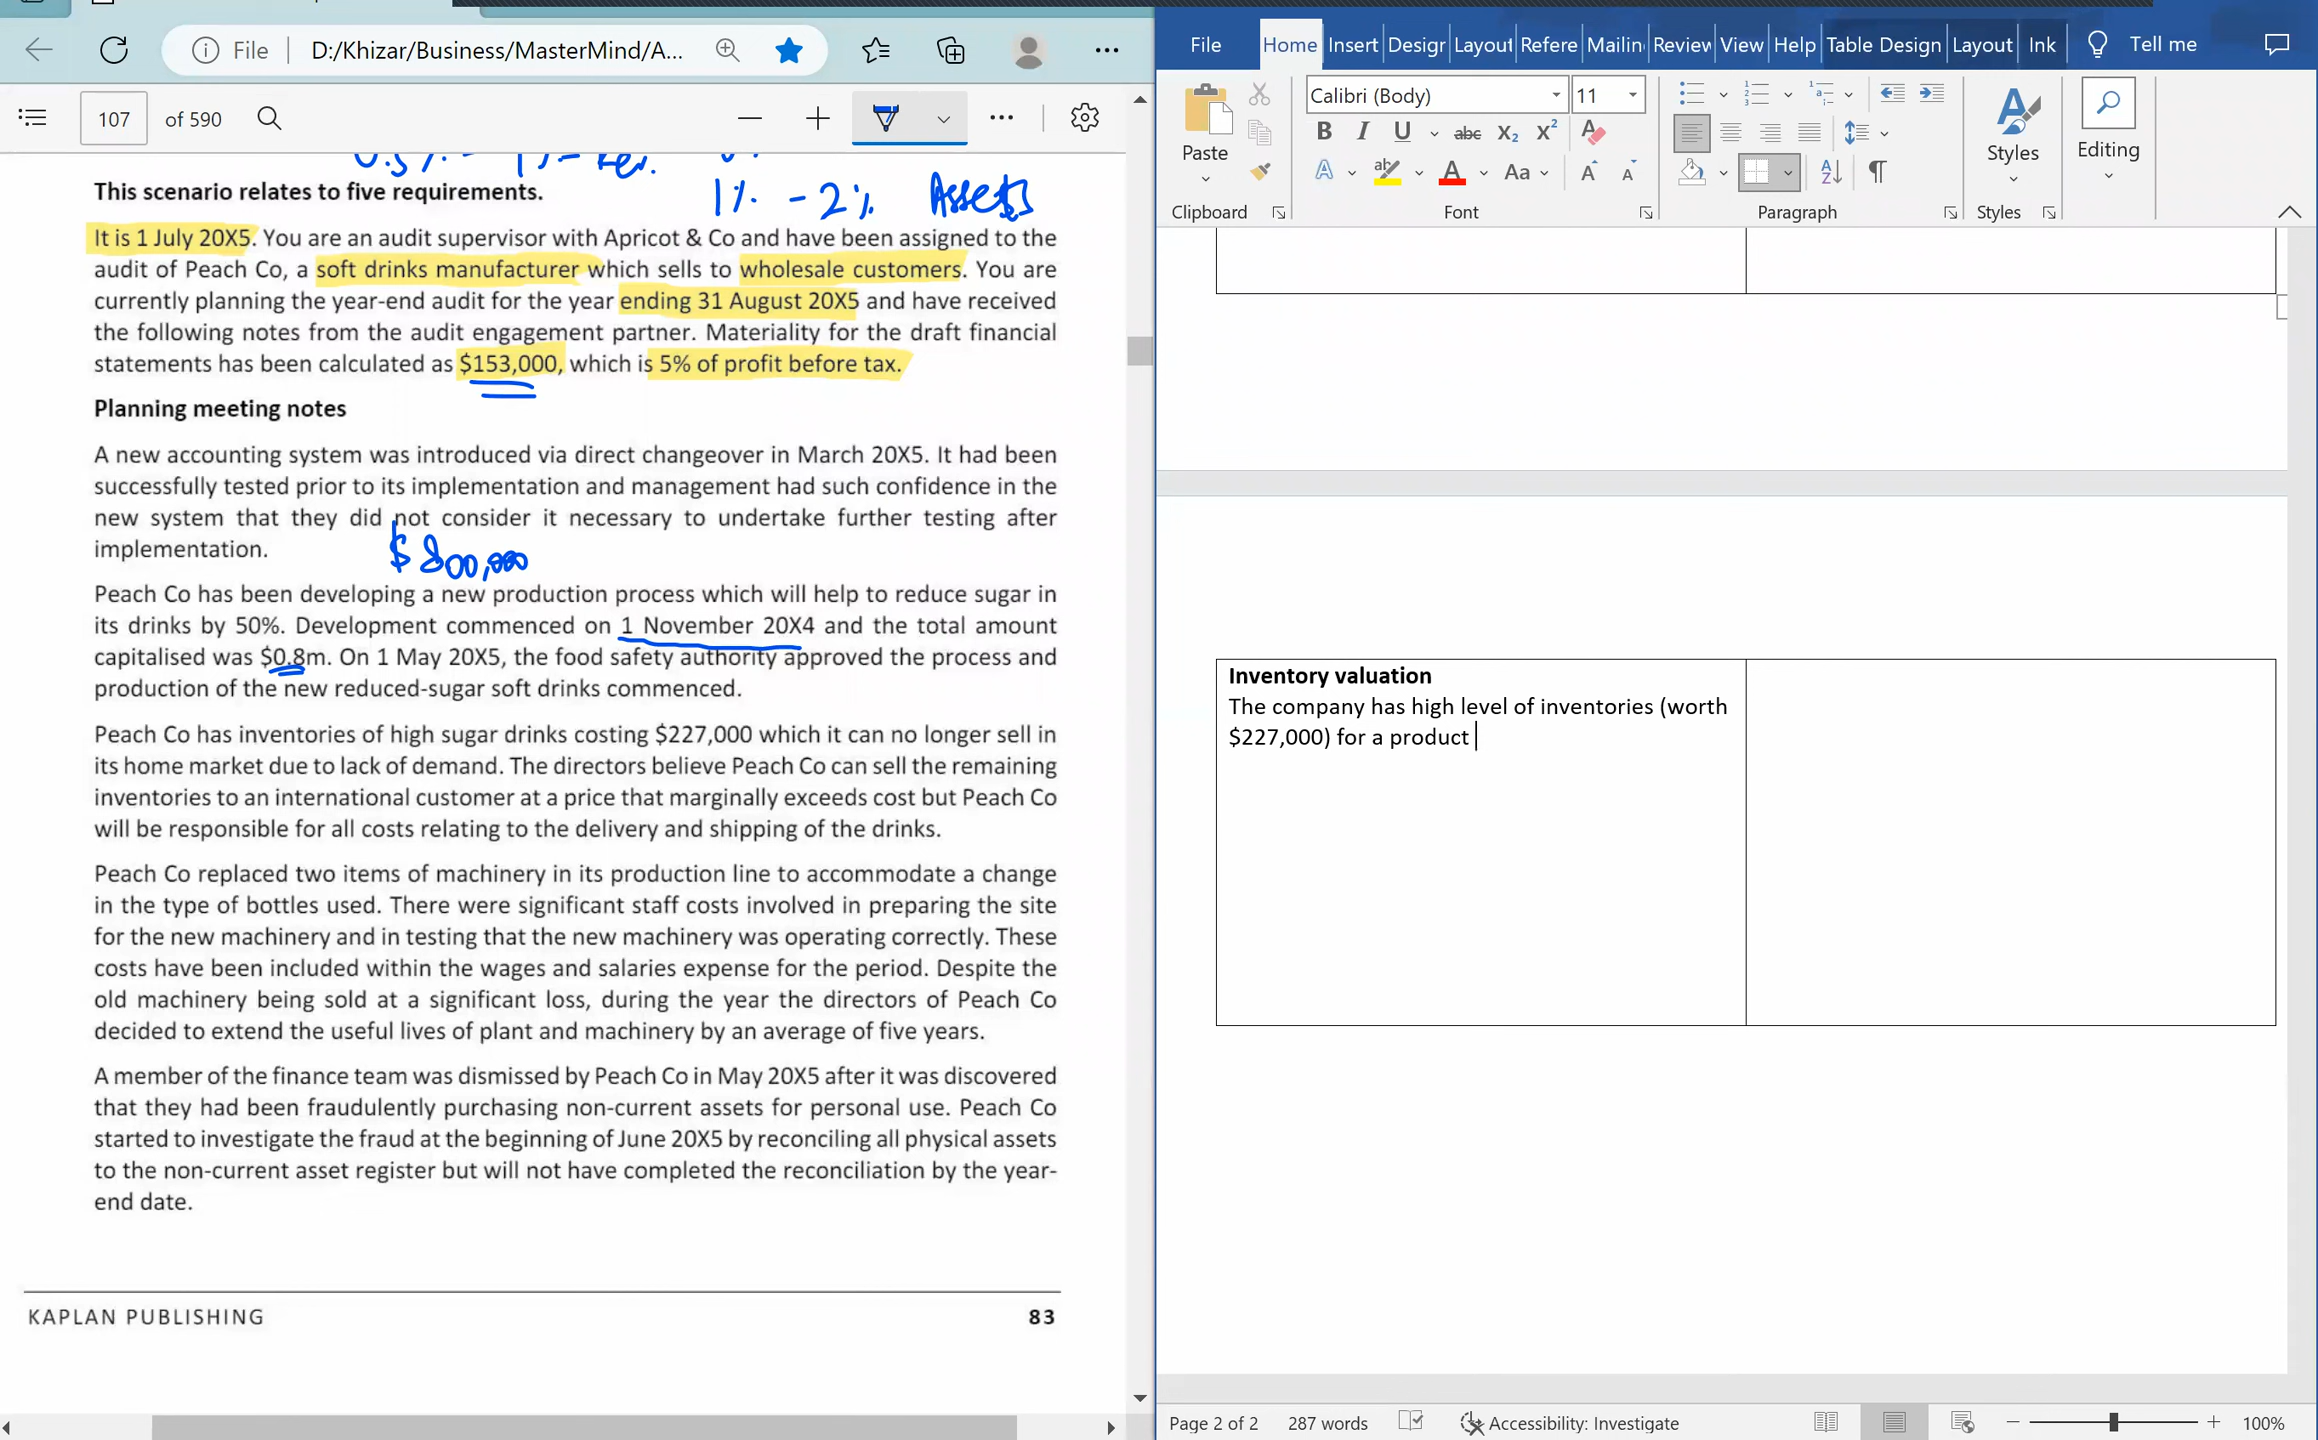 File
D:/Khizar/Business/MasterMind/A...
107 of 590
0.5% - 1% - Rev.
1% - 2% Assets
This scenario relates to five requirements.
It is 1 July 20X5. You are an audit supervisor with Apricot & Co and have been assigned to the
audit of Peach Co, a soft drinks manufacturer which sells to wholesale customers. You are
currently planning the year-end audit for the year ending 31 August 20X5 and have received
the following notes from the audit engagement partner. Materiality for the draft financial
statements has been calculated as $153,000, which is 5% of profit before tax.
Planning meeting notes
A new accounting system was introduced via direct changeover in March 20X5. It had been
successfully tested prior to its implementation and management had such confidence in the
new system that they did not consider it necessary to undertake further testing after
implementation.
$800,000
Peach Co has been developing a new production process which will help to reduce sugar in
its drinks by 50%. Development commenced on 1 November 20X4 and the total amount
capitalised was $0.8m. On 1 May 20X5, the food safety authority approved the process and
production of the new reduced-sugar soft drinks commenced.
Peach Co has inventories of high sugar drinks costing $227,000 which it can no longer sell in
its home market due to lack of demand. The directors believe Peach Co can sell the remaining
inventories to an international customer at a price that marginally exceeds cost but Peach Co
will be responsible for all costs relating to the delivery and shipping of the drinks.
Peach Co replaced two items of machinery in its production line to accommodate a change
in the type of bottles used. There were significant staff costs involved in preparing the site
for the new machinery and in testing that the new machinery was operating correctly. These
costs have been included within the wages and salaries expense for the period. Despite the
old machinery being sold at a significant loss, during the year the directors of Peach Co
decided to extend the useful lives of plant and machinery by an average of five years.
A member of the finance team was dismissed by Peach Co in May 20X5 after it was discovered
that they had been fraudulently purchasing non-current assets for personal use. Peach Co
started to investigate the fraud at the beginning of June 20X5 by reconciling all physical assets
to the non-current asset register but will not have completed the reconciliation by the year-
end date.
KAPLAN PUBLISHING 83
File Home Insert Desigr Layout Refere Mailin Review View Help Table Design Layout Ink Tell me
Calibri (Body) 11
B I U abc X₂ X²
Aa A A
Paste
Styles
Editing
Clipboard Font Paragraph Styles
Inventory valuation
The company has high level of inventories (worth
$227,000) for a product
Page 2 of 2 287 words Accessibility: Investigate 100%